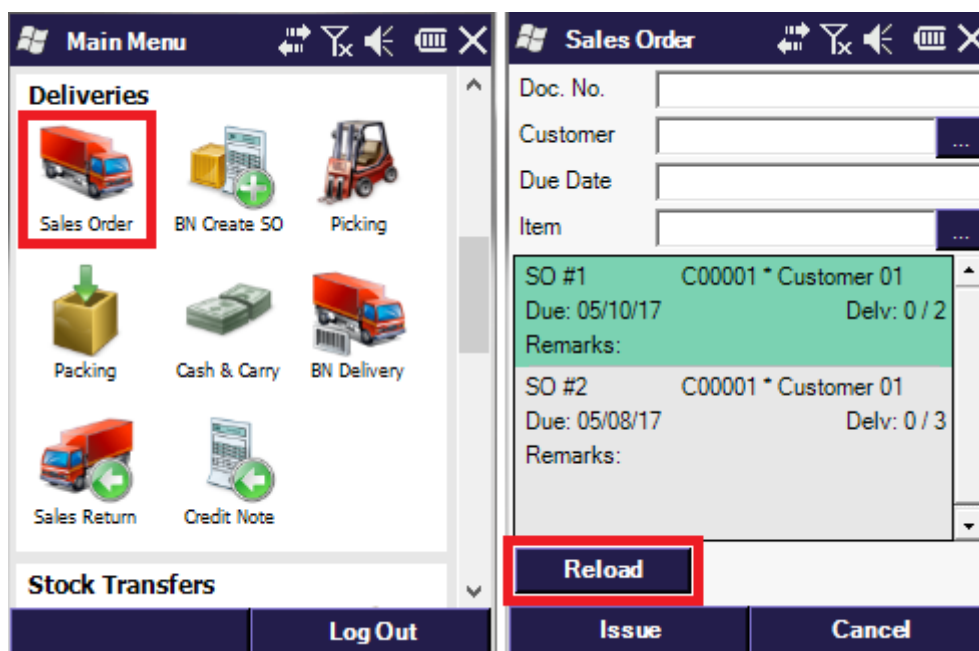 Main Menu
Deliveries
Sales Order
BN Create SO
Picking
Packing
Cash & Carry
BN Delivery
Sales Return
Credit Note
Stock Transfers
Log Out
Sales Order
Doc. No.
Customer
...
Due Date
Item
...
SO #1 C00001 * Customer 01
Due: 05/10/17 Delv: 0 / 2
Remarks:
SO #2 C00001 * Customer 01
Due: 05/08/17 Delv: 0 / 3
Remarks:
Reload
Issue
Cancel